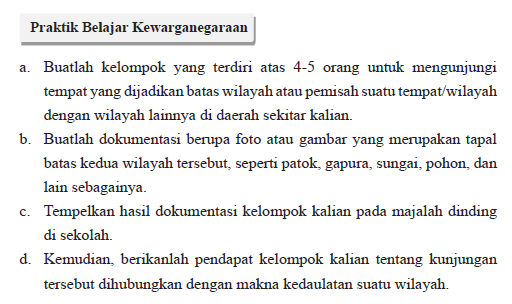 Praktik Belajar Kewarganegaraan
a. Buatlah kelompok yang terdiri atas 4-5 orang untuk mengunjungi
tempat yang dijadikan batas wilayah atau pemisah suatu tempat/wilayah
dengan wilayah lainnya di daerah sekitar kalian.
b. Buatlah dokumentasi berupa foto atau gambar yang merupakan tapal
batas kedua wilayah tersebut, seperti patok, gapura, sungai, pohon, dan
lain sebagainya.
c. Tempelkan hasil dokumentasi kelompok kalian pada majalah dinding
di sekolah.
d. Kemudian, berikanlah pendapat kelompok kalian tentang kunjungan
tersebut dihubungkan dengan makna kedaulatan suatu wilayah.